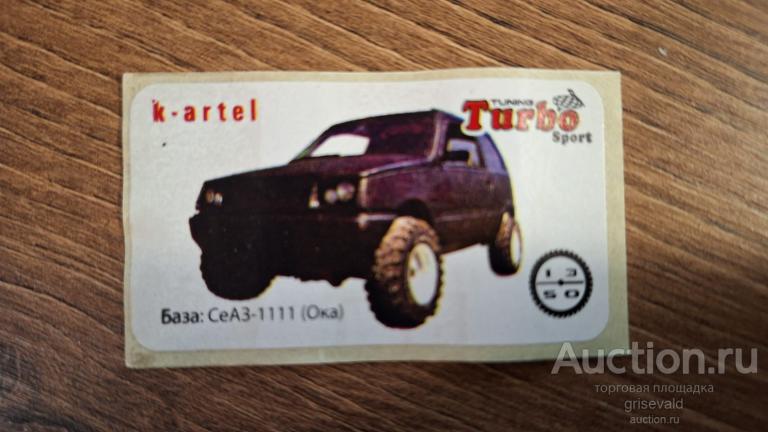 k-artel
TUNING
Turbo
Sport
13
50
База: СеАЗ-1111 (Ока)
Auction.ru
торговая площадка
grisevald
auction.ru